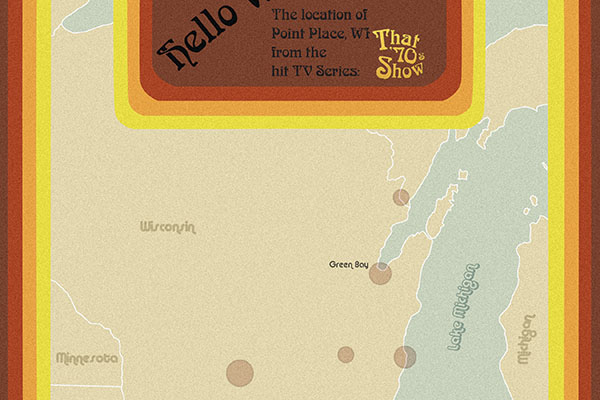 hello
The location of
Point Place, WI
from the
hit TV Series:
That
'70s
Show
Wisconsin
Green Bay
Lake Michigan
Michigan
Minnesota